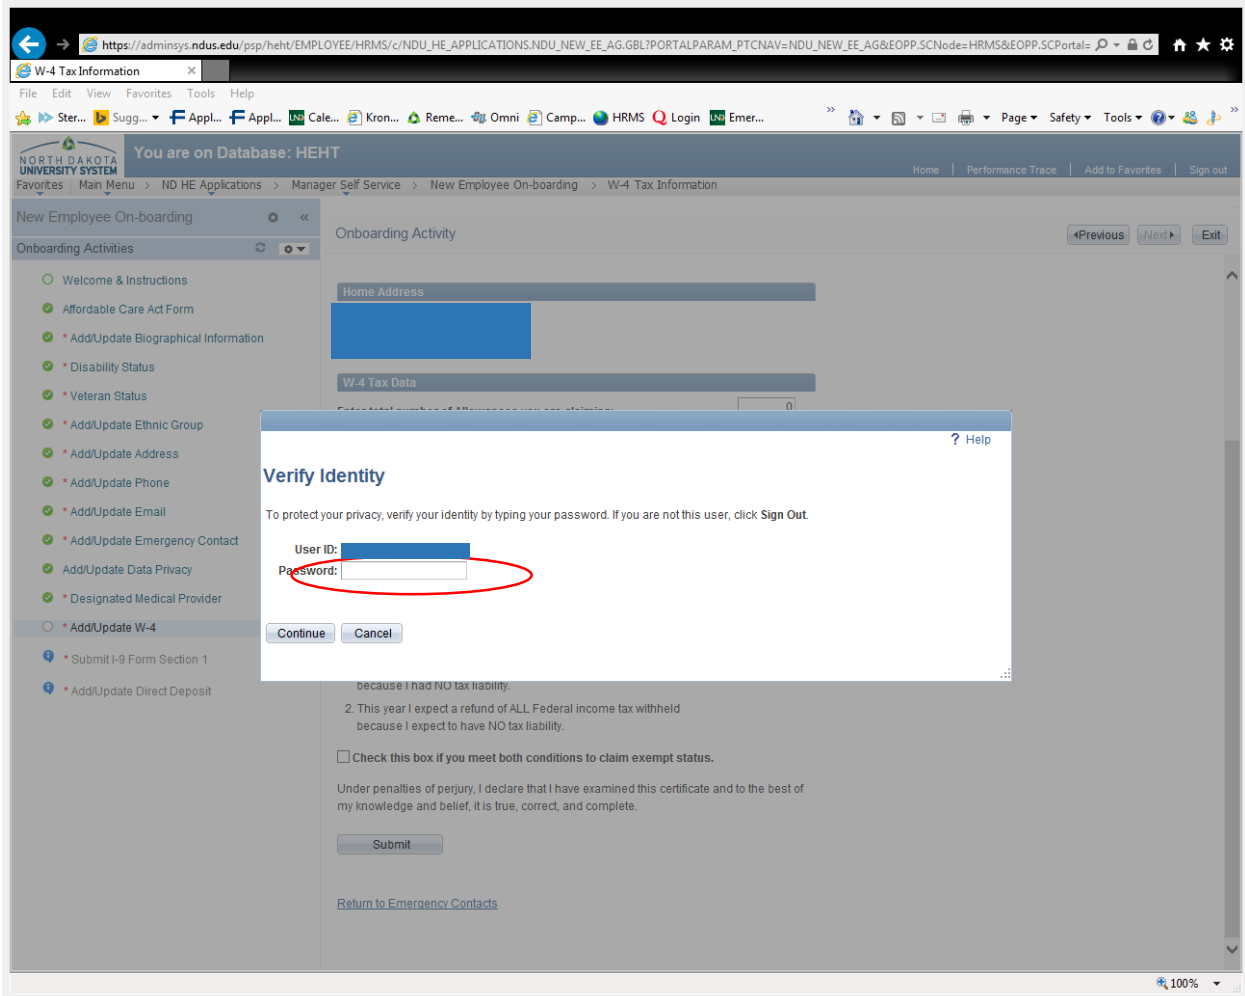 https://adminsys.ndus.edu/psp/heht/EMPLOYEE/HRMS/c/NDU_HE_APPLICATIONS.NDU_NEW_EE_AG.GBL?PORTALPARAM_PTCNAV=NDU_NEW_EE_AG&EOPP.SCNode=HRMS&EOPP.SCPortal=
W-4 Tax Information
File Edit View Favorites Tools Help
Ster... Sugg... Appl... Appl... UND Cale... Kron... Reme... Omni Camp... HRMS Login UND Emer... » Page Safety Tools »
NORTH DAKOTA
UNIVERSITY SYSTEM
You are on Database: HEHT
Home | Performance Trace | Add to Favorites | Sign out
Favorites | Main Menu > ND HE Applications > Manager Self Service > New Employee On-boarding > W-4 Tax Information
New Employee On-boarding «
Onboarding Activities
Welcome & Instructions
Affordable Care Act Form
* Add/Update Biographical Information
* Disability Status
* Veteran Status
* Add/Update Ethnic Group
* Add/Update Address
* Add/Update Phone
* Add/Update Email
* Add/Update Emergency Contact
Add/Update Data Privacy
* Designated Medical Provider
* Add/Update W-4
* Submit I-9 Form Section 1
* Add/Update Direct Deposit
Onboarding Activity
Previous Next Exit
Home Address
W-4 Tax Data
Enter total number of Allowances you are claiming: 0
? Help
Verify Identity
To protect your privacy, verify your identity by typing your password. If you are not this user, click Sign Out.
User ID:
Password:
Continue Cancel
because I had NO tax liability.
2. This year I expect a refund of ALL Federal income tax withheld
because I expect to have NO tax liability.
Check this box if you meet both conditions to claim exempt status.
Under penalties of perjury, I declare that I have examined this certificate and to the best of
my knowledge and belief, it is true, correct, and complete.
Submit
Return to Emergency Contacts
100%